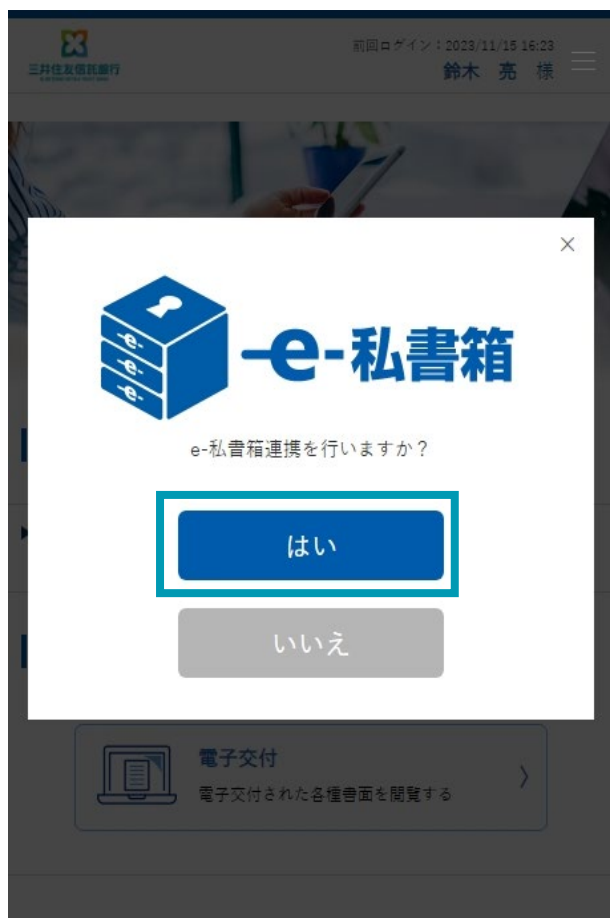 前回ログイン：2023/11/15 16:23
三井住友信託銀行
鈴木 亮 様
-e-私書箱
-e-
-e-
-e-
e-私書箱連携を行いますか？
はい
いいえ
電子交付
電子交付された各種書面を閲覧する